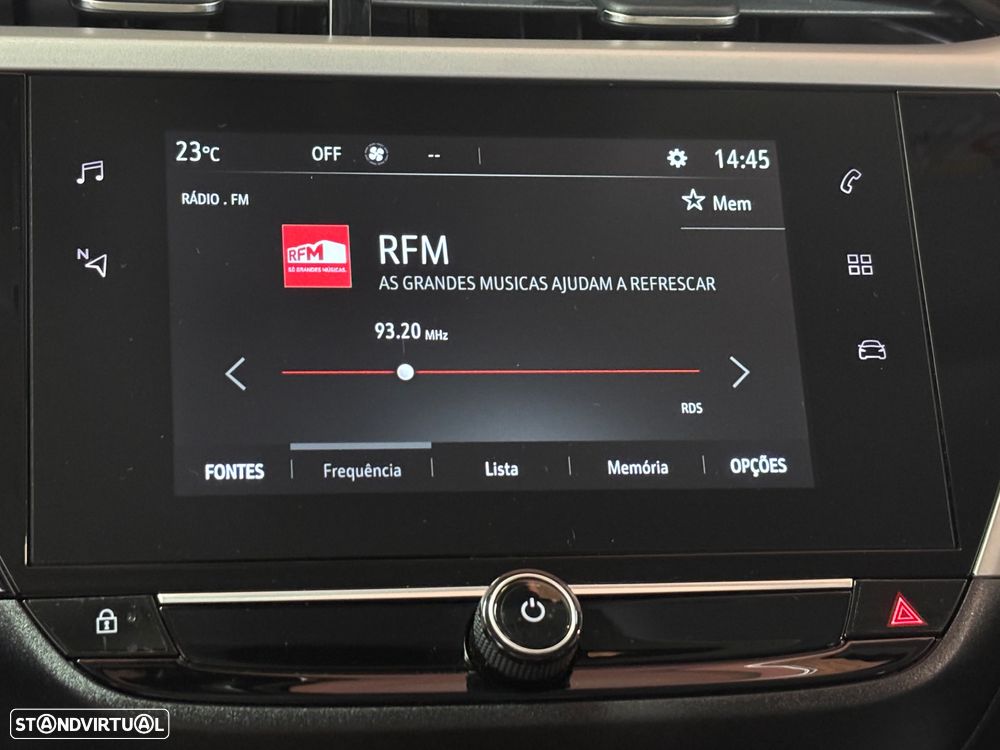 23°C OFF -- 14:45
RÁDIO . FM
Mem
RFM
SÓ GRANDES MÚSICAS.
RFM
AS GRANDES MUSICAS AJUDAM A REFRESCAR
N
93.20 MHz
RDS
FONTES Frequência Lista Memória OPÇÕES
STANDVIRTUAL